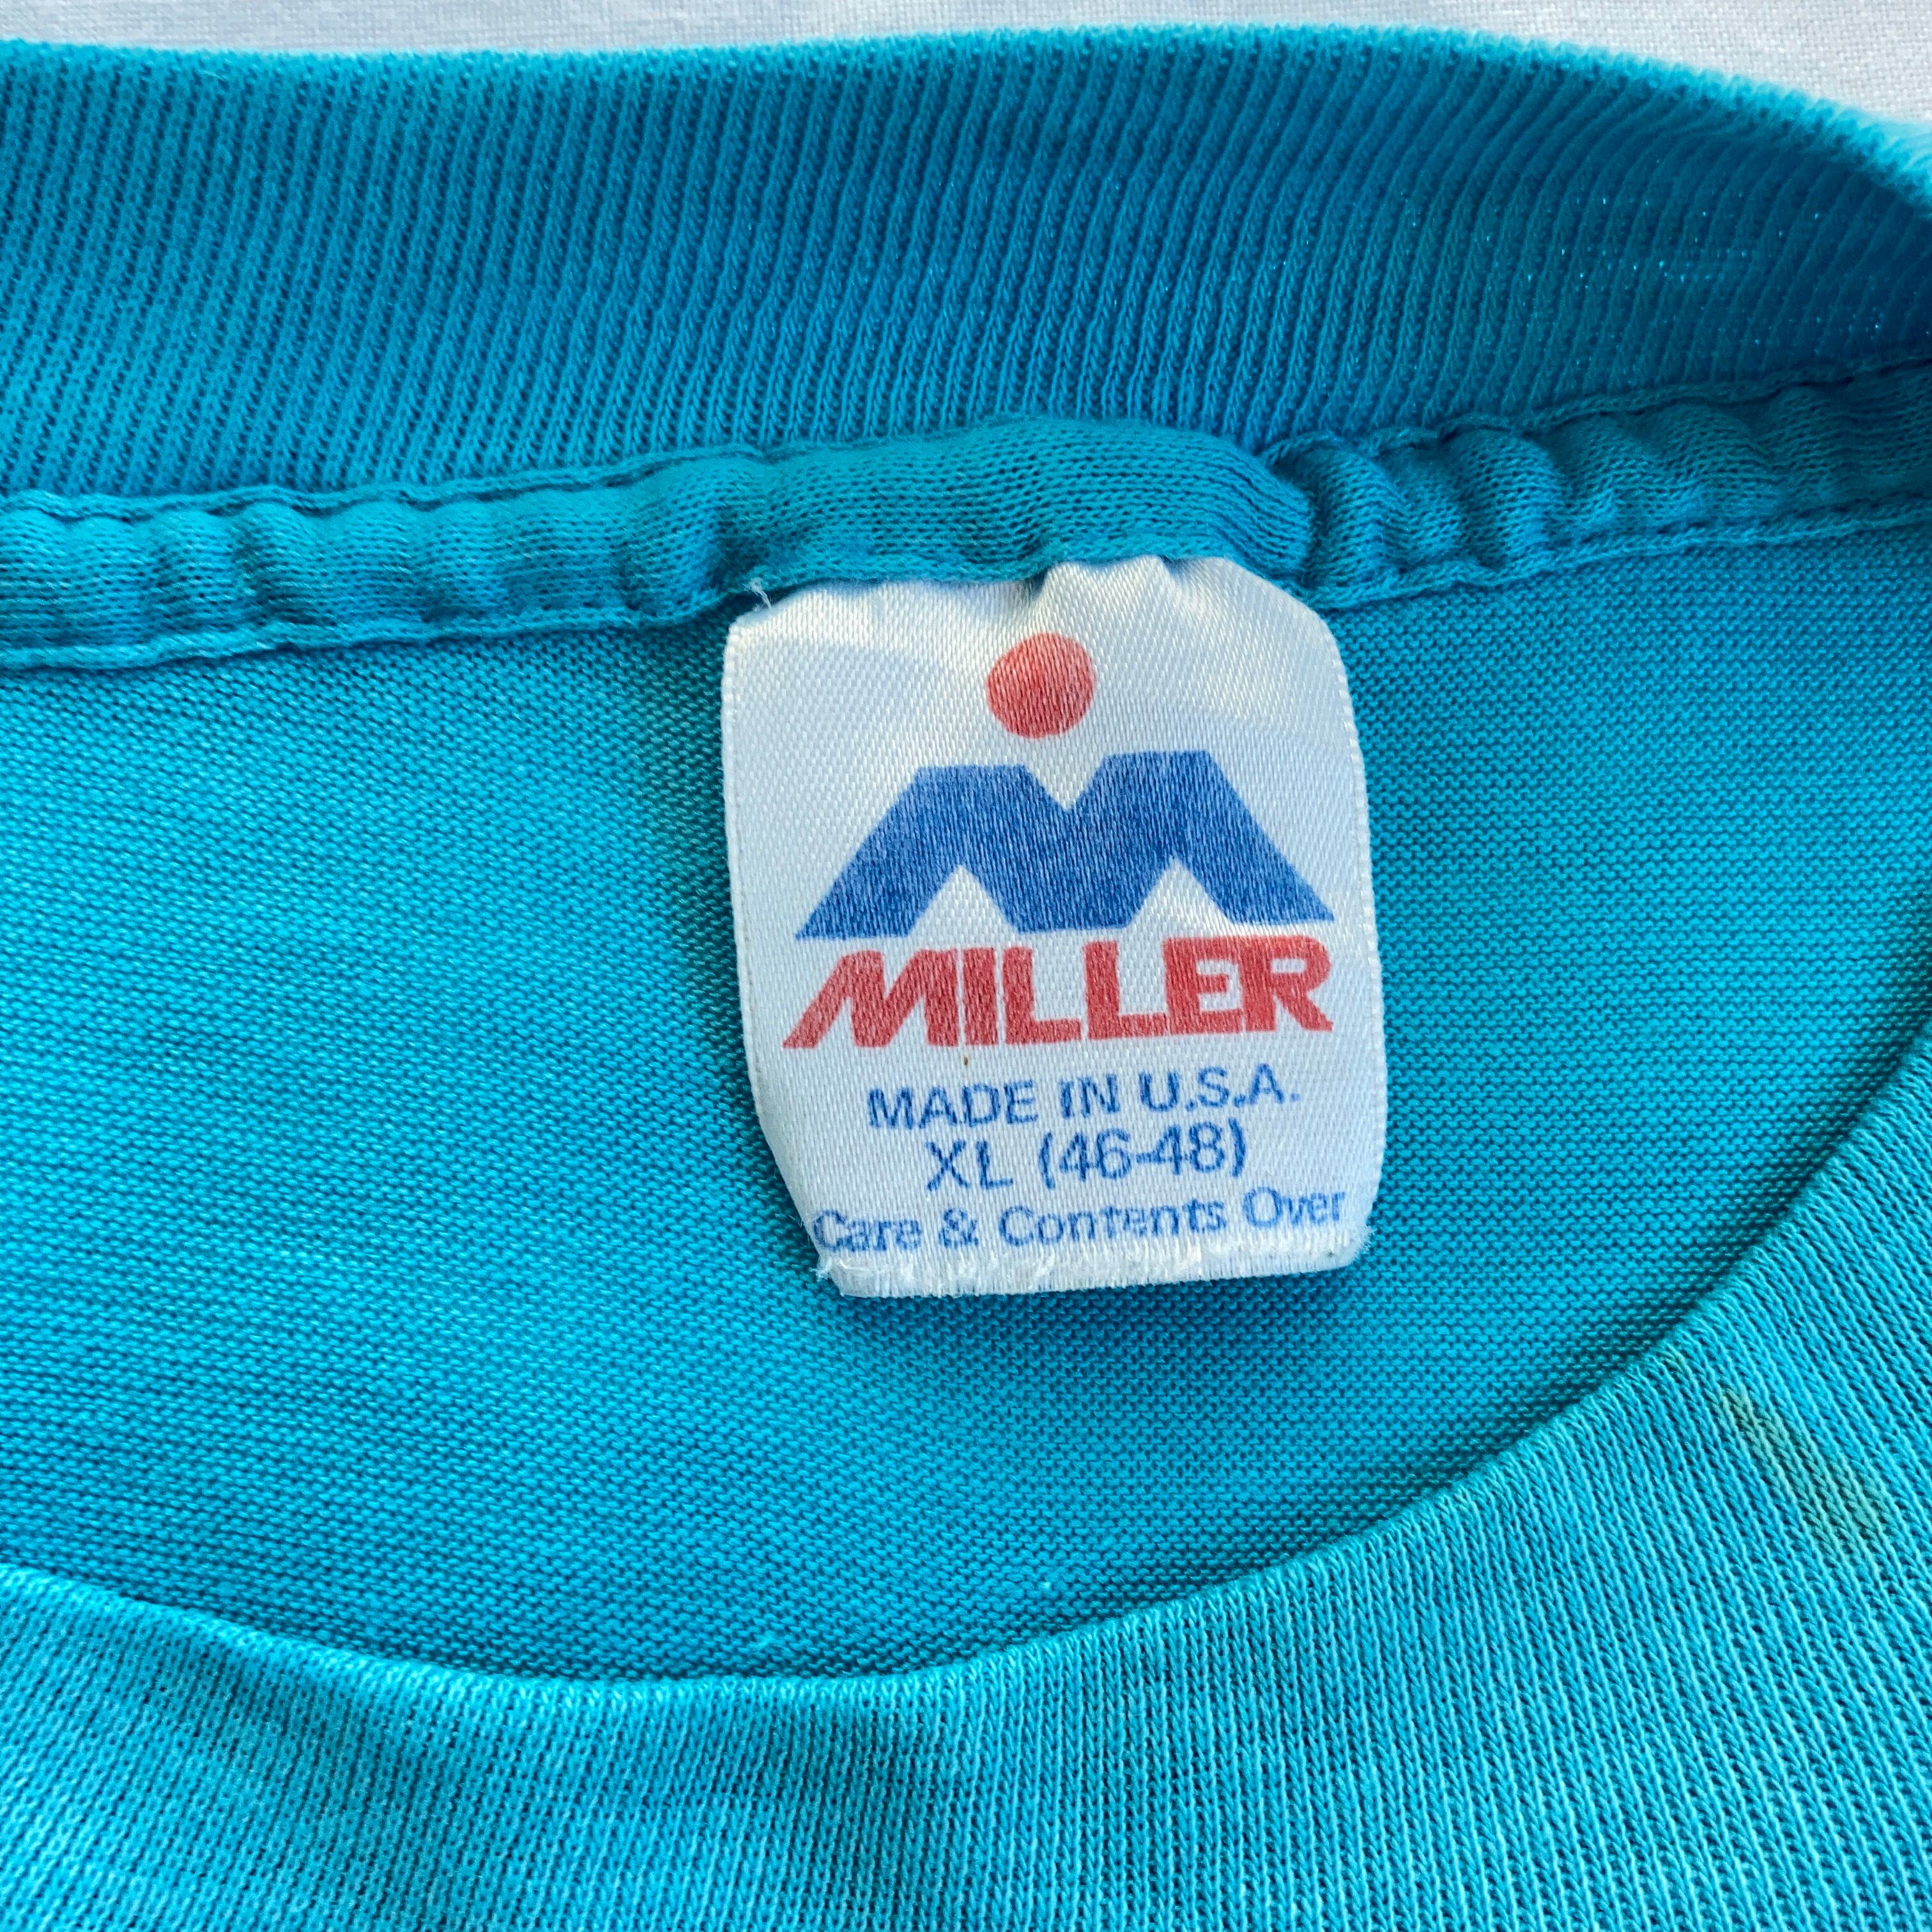 MILLER
MADE IN U.S.A.
XL (46-48)
Care & Contents Over